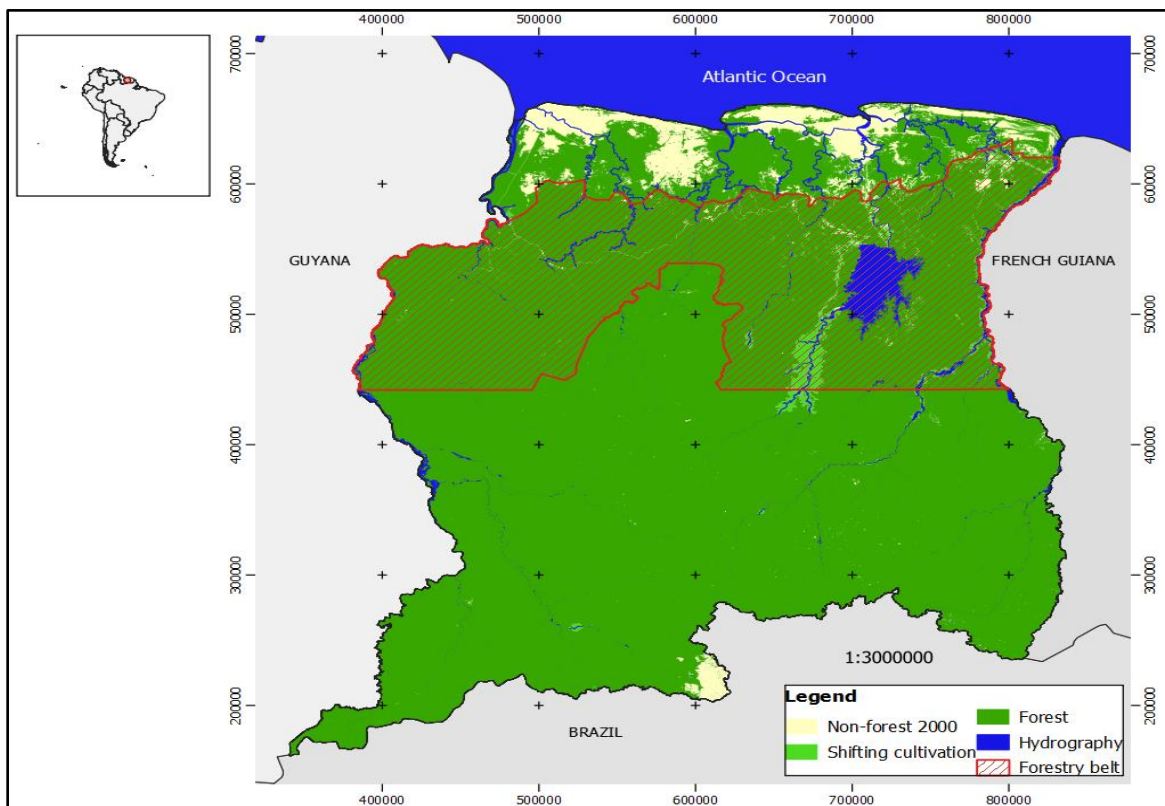 400000 500000 600000 700000 800000
700000 700000
Atlantic Ocean
600000 600000
GUYANA
FRENCH GUIANA
500000 500000
400000 400000
300000 300000
1:3000000
200000 200000
BRAZIL
Legend
Non-forest 2000
Shifting cultivation
Forest
Hydrography
Forestry belt
400000 500000 600000 700000 800000